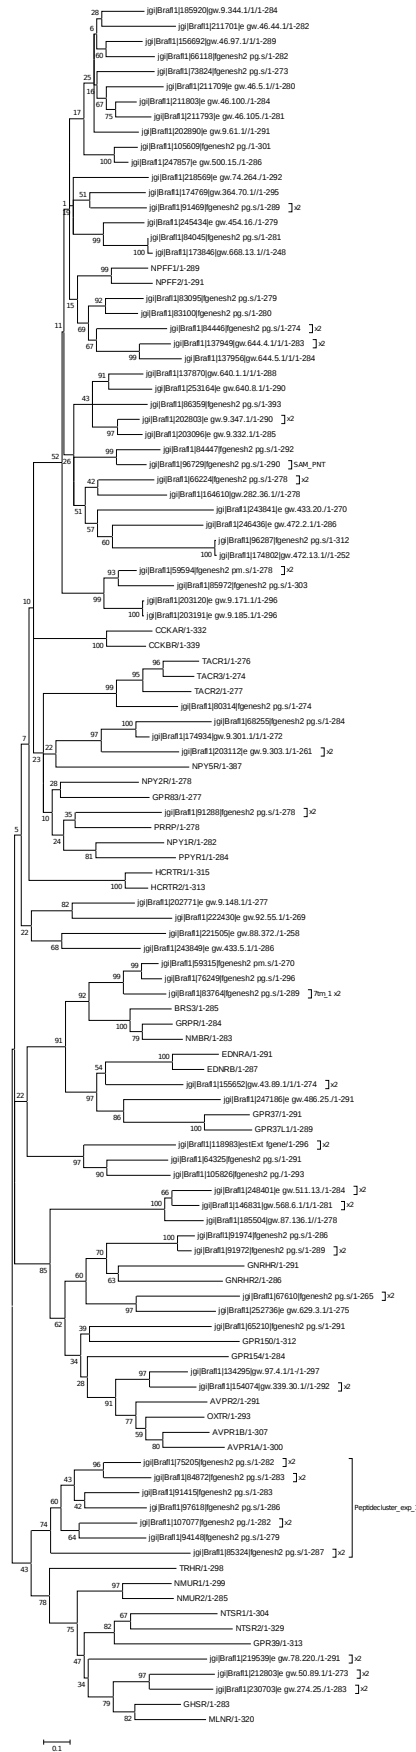 jgi|Brafl1|185920|gw.9.344.1/1/1-284
jgi|Brafl1|211701|e gw.46.44.1/1-282
jgi|Brafl1|156692|gw.46.97.1/1/1-289
jgi|Brafl1|66118|fgenesh2 pg.s/1-282
jgi|Brafl1|73824|fgenesh2 pg.s/1-273
jgi|Brafl1|211709|e gw.46.5.1/1-280
jgi|Brafl1|211803|e gw.46.100./1-284
jgi|Brafl1|211793|e gw.46.105./1-281
jgi|Brafl1|202890|e gw.9.61.1/1-291
jgi|Brafl1|105609|fgenesh2 pg./1-301
jgi|Brafl1|247857|e gw.500.15./1-286
jgi|Brafl1|218569|e gw.74.264./1-292
jgi|Brafl1|174769|gw.364.70.1/1-295
jgi|Brafl1|91469|fgenesh2 pg.s/1-289 x2
jgi|Brafl1|245434|e gw.454.16./1-279
jgi|Brafl1|84045|fgenesh2 pg.s/1-281
jgi|Brafl1|173846|gw.668.13.1/1-248
NPFF1/1-289
NPFF2/1-291
jgi|Brafl1|83095|fgenesh2 pg.s/1-279
jgi|Brafl1|83100|fgenesh2 pg.s/1-280
jgi|Brafl1|84446|fgenesh2 pg.s/1-274 x2
jgi|Brafl1|137949|gw.644.4.1/1/1-283 x2
jgi|Brafl1|137956|gw.644.5.1/1/1-284
jgi|Brafl1|137870|gw.640.1.1/1/1-288
jgi|Brafl1|253164|e gw.640.8.1/1-290
jgi|Brafl1|86359|fgenesh2 pg.s/1-393
jgi|Brafl1|202803|e gw.9.347.1/1-290 x2
jgi|Brafl1|203096|e gw.9.332.1/1-285
jgi|Brafl1|84447|fgenesh2 pg.s/1-292
jgi|Brafl1|96729|fgenesh2 pg.s/1-290 SAM_PNT
jgi|Brafl1|66224|fgenesh2 pg.s/1-278 x2
jgi|Brafl1|164610|gw.282.36.1/1-278
jgi|Brafl1|243841|e gw.433.20./1-270
jgi|Brafl1|246436|e gw.472.2.1/1-286
jgi|Brafl1|96287|fgenesh2 pg.s/1-312
jgi|Brafl1|174802|gw.472.13.1/1-252
jgi|Brafl1|59594|fgenesh2 pm.s/1-278 x2
jgi|Brafl1|85972|fgenesh2 pg.s/1-303
jgi|Brafl1|203120|e gw.9.171.1/1-296
jgi|Brafl1|203191|e gw.9.185.1/1-296
CCKAR/1-332
CCKBR/1-339
TACR1/1-276
TACR3/1-274
TACR2/1-277
jgi|Brafl1|80314|fgenesh2 pg.s/1-274
jgi|Brafl1|68255|fgenesh2 pg.s/1-284
jgi|Brafl1|174934|gw.9.301.1/1/1-272
jgi|Brafl1|203112|e gw.9.303.1/1-261 x2
NPY5R/1-387
NPY2R/1-278
GPR83/1-277
jgi|Brafl1|91288|fgenesh2 pg.s/1-278 x2
PRRP/1-278
NPY1R/1-282
PPYR1/1-284
HCRTR1/1-315
HCRTR2/1-313
jgi|Brafl1|202771|e gw.9.148.1/1-277
jgi|Brafl1|222430|e gw.92.55.1/1-269
jgi|Brafl1|221505|e gw.88.372./1-258
jgi|Brafl1|243849|e gw.433.5.1/1-286
jgi|Brafl1|59315|fgenesh2 pm.s/1-270
jgi|Brafl1|76249|fgenesh2 pg.s/1-296
jgi|Brafl1|83764|fgenesh2 pg.s/1-289 7tm_1 x2
BRS3/1-285
GRPR/1-284
NMBR/1-283
EDNRA/1-291
EDNRB/1-287
jgi|Brafl1|155652|gw.43.89.1/1/1-274 x2
jgi|Brafl1|247186|e gw.486.25./1-291
GPR37/1-291
GPR37L1/1-289
jgi|Brafl1|118983|estExt fgene/1-296 x2
jgi|Brafl1|64325|fgenesh2 pg.s/1-291
jgi|Brafl1|105826|fgenesh2 pg./1-293
jgi|Brafl1|248401|e gw.511.13./1-284 x2
jgi|Brafl1|146831|gw.568.6.1/1/1-281 x2
jgi|Brafl1|185504|gw.87.136.1/1-278
jgi|Brafl1|91974|fgenesh2 pg.s/1-286
jgi|Brafl1|91972|fgenesh2 pg.s/1-289 x2
GNRHR/1-291
GNRHR2/1-286
jgi|Brafl1|67610|fgenesh2 pg.s/1-265 x2
jgi|Brafl1|252736|e gw.629.3.1/1-275
jgi|Brafl1|65210|fgenesh2 pg.s/1-291
GPR150/1-312
GPR154/1-284
jgi|Brafl1|134295|gw.97.4.1/1-/1-297
jgi|Brafl1|154074|gw.339.30.1//1-292 x2
AVPR2/1-291
OXTR/1-293
AVPR1B/1-307
AVPR1A/1-300
jgi|Brafl1|75205|fgenesh2 pg.s/1-282 x2
jgi|Brafl1|84872|fgenesh2 pg.s/1-283 x2
jgi|Brafl1|91415|fgenesh2 pg.s/1-283
jgi|Brafl1|97618|fgenesh2 pg.s/1-286
jgi|Brafl1|107077|fgenesh2 pg./1-282 x2
jgi|Brafl1|94148|fgenesh2 pg.s/1-279
jgi|Brafl1|85324|fgenesh2 pg.s/1-287 x2
TRHR/1-298
NMUR1/1-299
NMUR2/1-285
NTSR1/1-304
NTSR2/1-329
GPR39/1-313
jgi|Brafl1|219539|e gw.78.220./1-291 x2
jgi|Brafl1|212803|e gw.50.89.1/1-273 x2
jgi|Brafl1|230703|e gw.274.25./1-283 x2
GHSR/1-283
MLNR/1-320
0.1